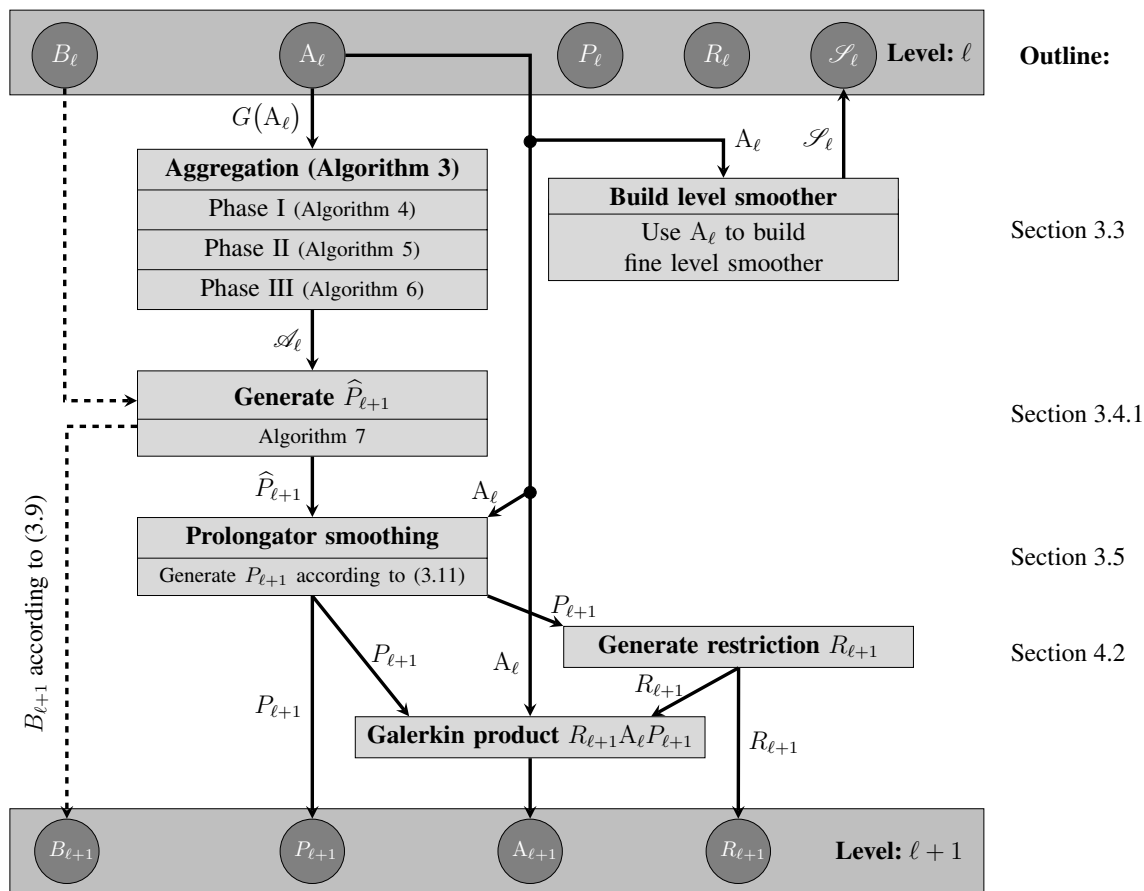 B_ℓ
A_ℓ
P_ℓ
R_ℓ
𝒮_ℓ
Level: ℓ
Outline:
G(A_ℓ)
A_ℓ
𝒮_ℓ
Aggregation (Algorithm 3)
Phase I (Algorithm 4)
Phase II (Algorithm 5)
Phase III (Algorithm 6)
Build level smoother
Use A_ℓ to build
fine level smoother
Section 3.3
𝒜_ℓ
Generate P̂_{ℓ+1}
Algorithm 7
Section 3.4.1
P̂_{ℓ+1}
A_ℓ
Prolongator smoothing
Generate P_{ℓ+1} according to (3.11)
Section 3.5
B_{ℓ+1} according to (3.9)
P_{ℓ+1}
Generate restriction R_{ℓ+1}
Section 4.2
P_{ℓ+1}
A_ℓ
R_{ℓ+1}
P_{ℓ+1}
Galerkin product R_{ℓ+1}A_ℓP_{ℓ+1}
R_{ℓ+1}
B_{ℓ+1}
P_{ℓ+1}
A_{ℓ+1}
R_{ℓ+1}
Level: ℓ + 1